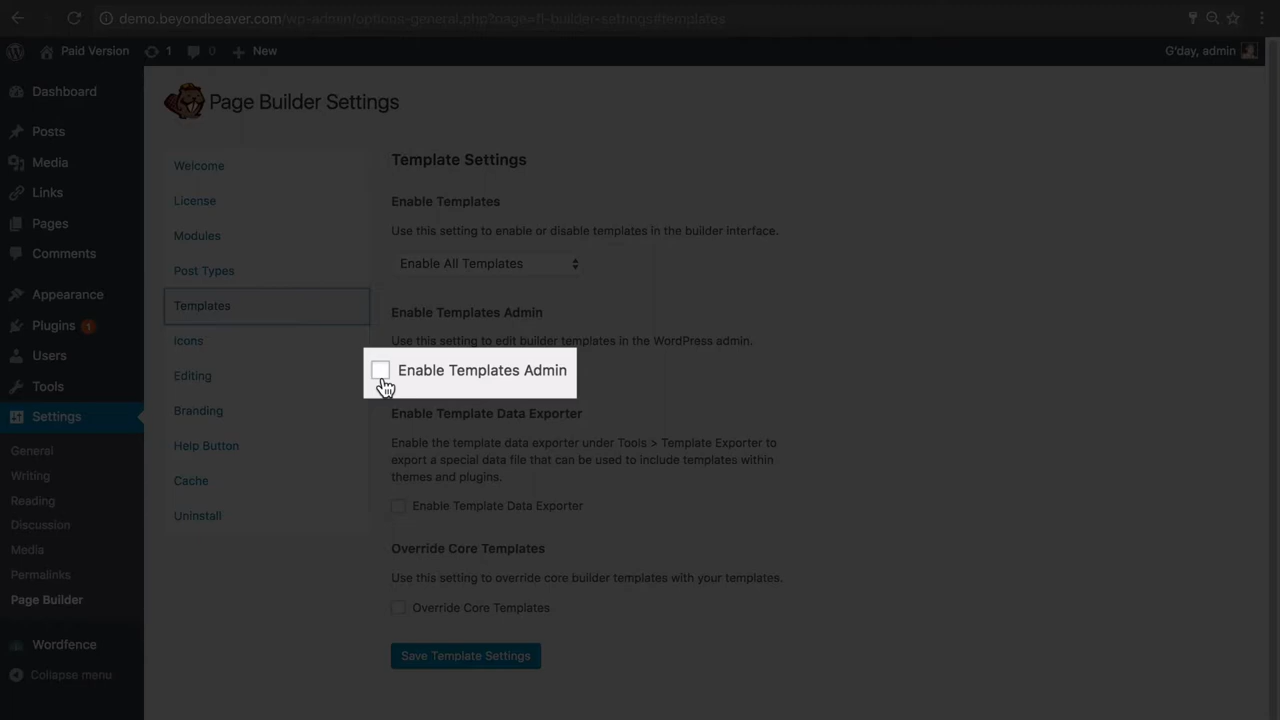 demo.beyondbeaver.com/wp-admin/options-general.php?page=fl-builder-settings#templates
Paid Version 1 0 New G'day, admin
Dashboard
Posts
Media
Links
Pages
Comments
Appearance
Plugins 1
Users
Tools
Settings
General
Writing
Reading
Discussion
Media
Permalinks
Page Builder
Wordfence
Collapse menu
Page Builder Settings
Welcome
License
Modules
Post Types
Templates
Icons
Editing
Branding
Help Button
Cache
Uninstall
Template Settings
Enable Templates
Use this setting to enable or disable templates in the builder interface.
Enable All Templates
Enable Templates Admin
Use this setting to edit builder templates in the WordPress admin.
Enable Templates Admin
Enable Template Data Exporter
Enable the template data exporter under Tools > Template Exporter to
export a special data file that can be used to include templates within
themes and plugins.
Enable Template Data Exporter
Override Core Templates
Use this setting to override core builder templates with your templates.
Override Core Templates
Save Template Settings